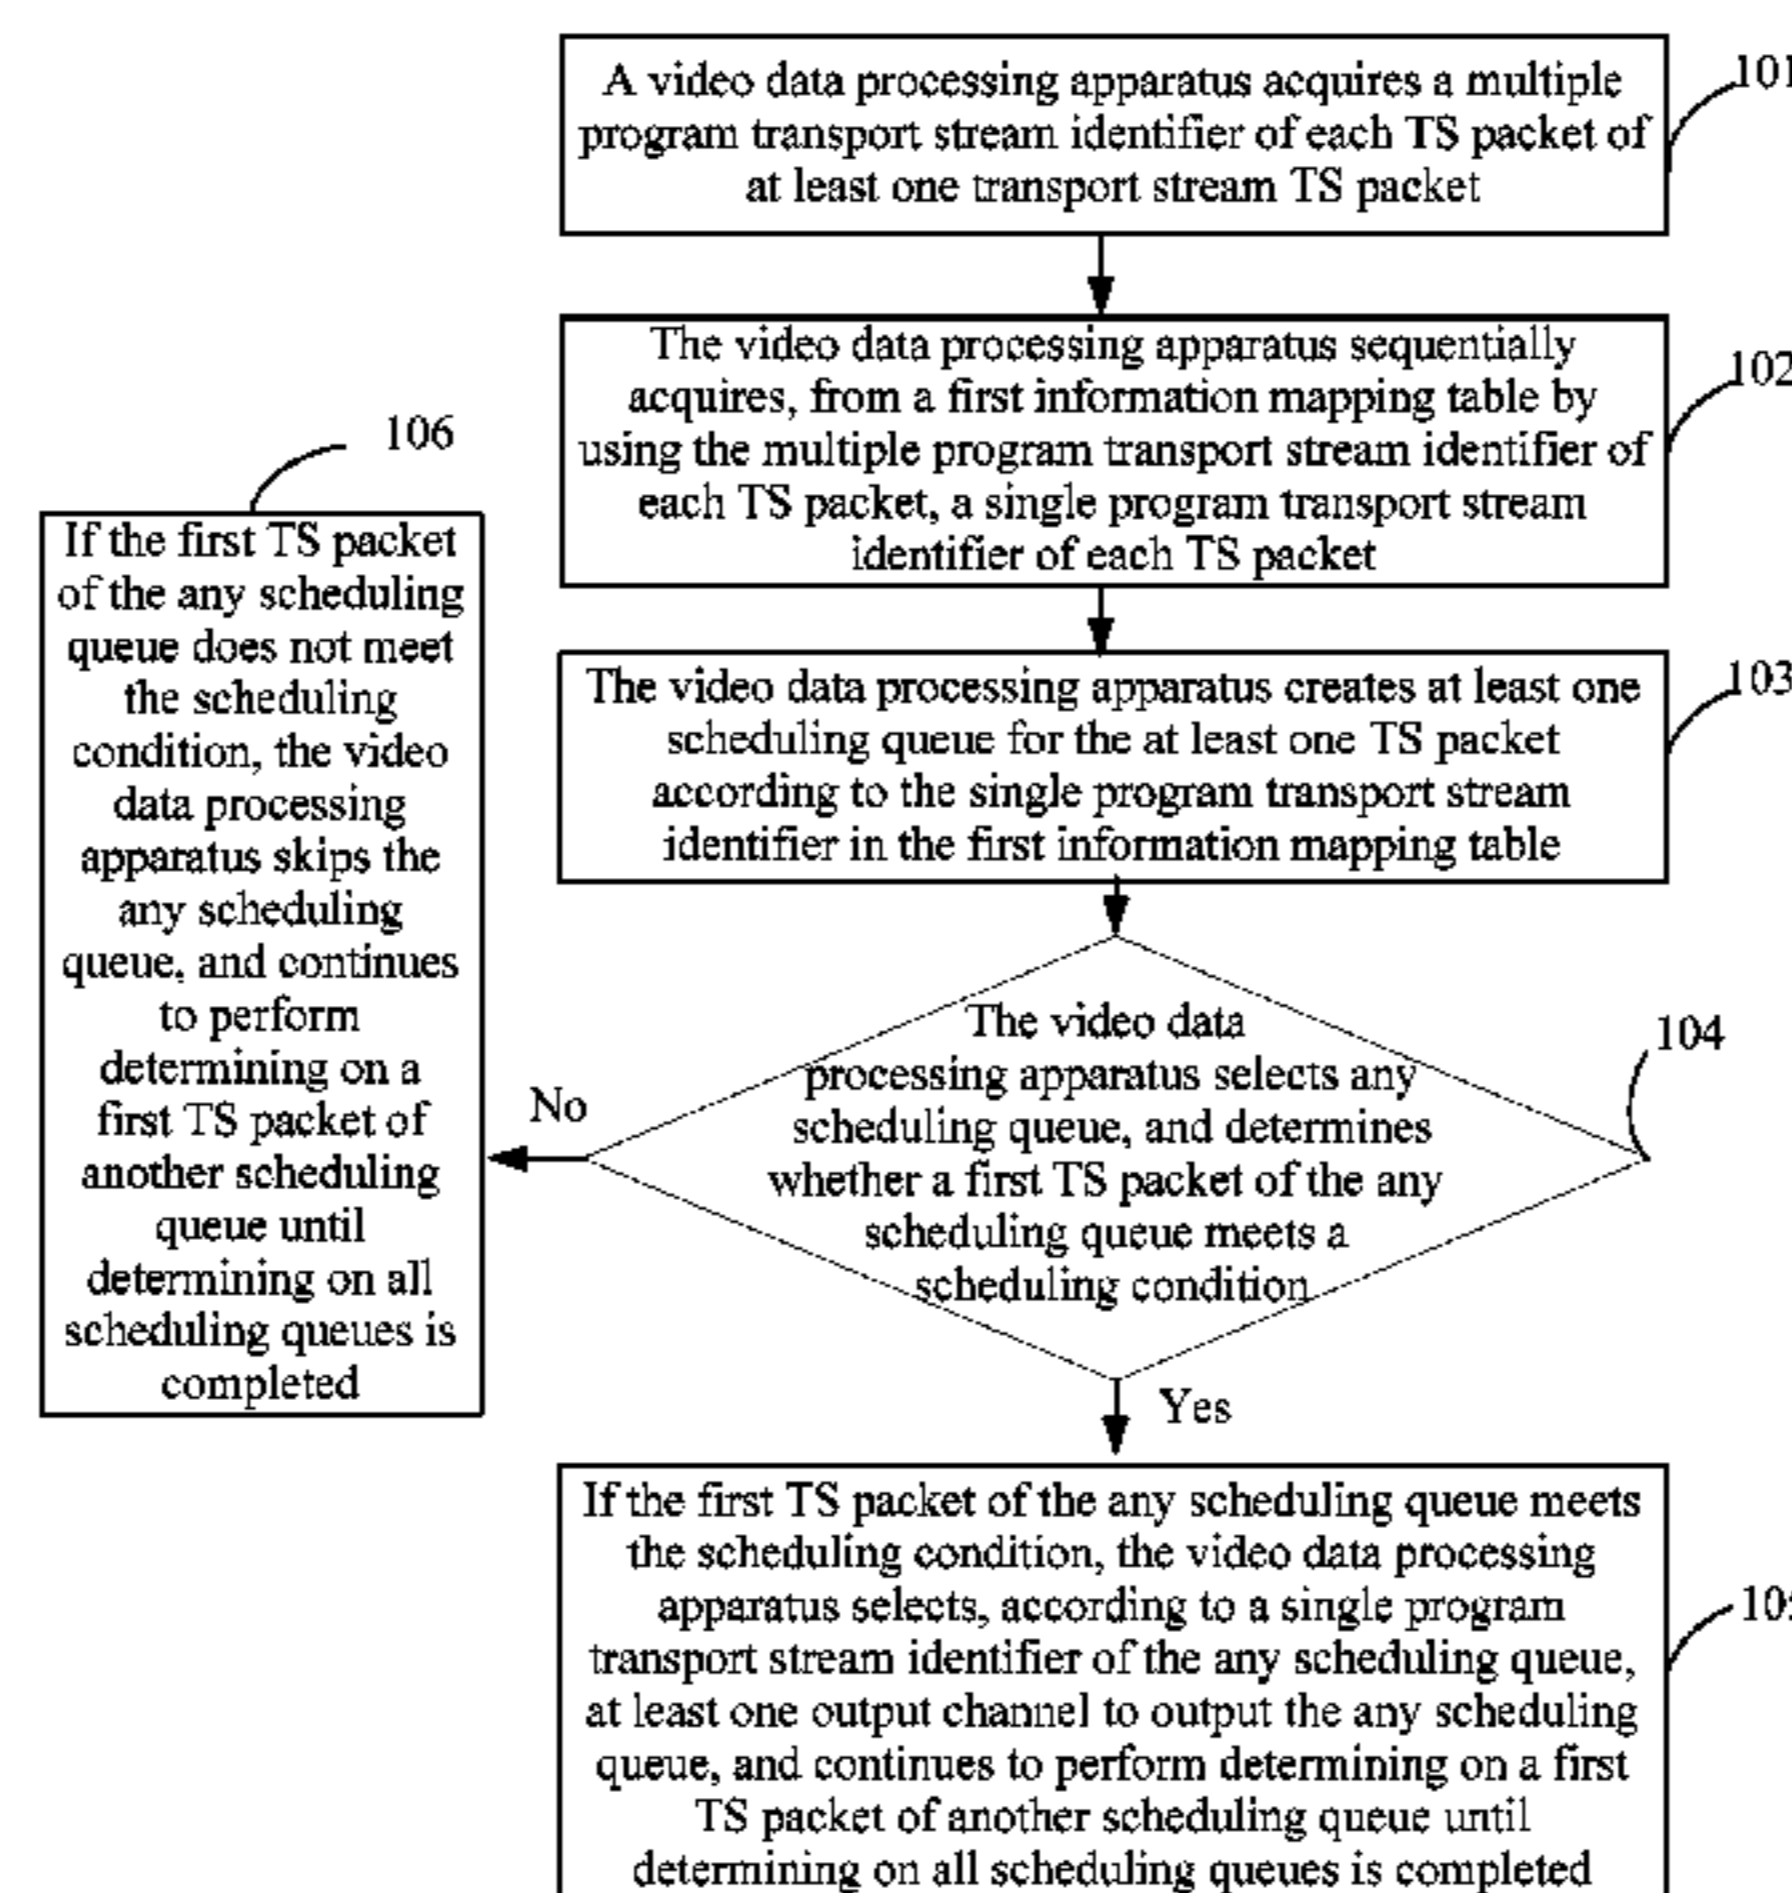 A video data processing apparatus acquires a multiple
program transport stream identifier of each TS packet of
at least one transport stream TS packet
101
The video data processing apparatus sequentially
acquires, from a first information mapping table by
using the multiple program transport stream identifier of
each TS packet, a single program transport stream
identifier of each TS packet
102
The video data processing apparatus creates at least one
scheduling queue for the at least one TS packet
according to the single program transport stream
identifier in the first information mapping table
103
The video data
processing apparatus selects any
scheduling queue, and determines
whether a first TS packet of the any
scheduling queue meets a
scheduling condition
104
No
106
If the first TS packet
of the any scheduling
queue does not meet
the scheduling
condition, the video
data processing
apparatus skips the
any scheduling
queue, and continues
to perform
determining on a
first TS packet of
another scheduling
queue until
determining on all
scheduling queues is
completed
Yes
If the first TS packet of the any scheduling queue meets
the scheduling condition, the video data processing
apparatus selects, according to a single program
transport stream identifier of the any scheduling queue,
at least one output channel to output the any scheduling
queue, and continues to perform determining on a first
TS packet of another scheduling queue until
determining on all scheduling queues is completed
105